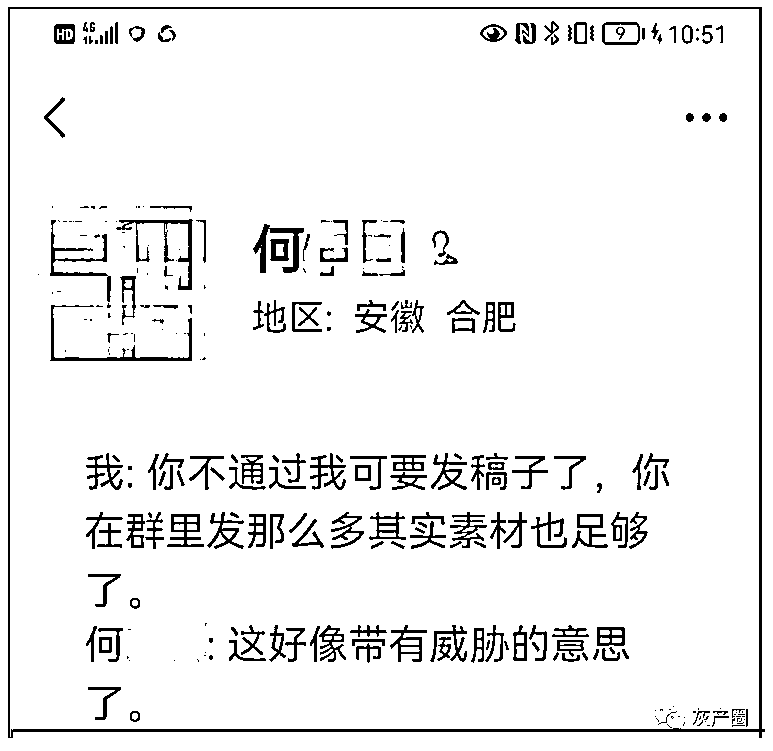 HD 4G 9 10:51
何
地区: 安徽 合肥
我: 你不通过我可要发稿子了，你
在群里发那么多其实素材也足够
了。
何 : 这好像带有威胁的意思
了。
灰产圈